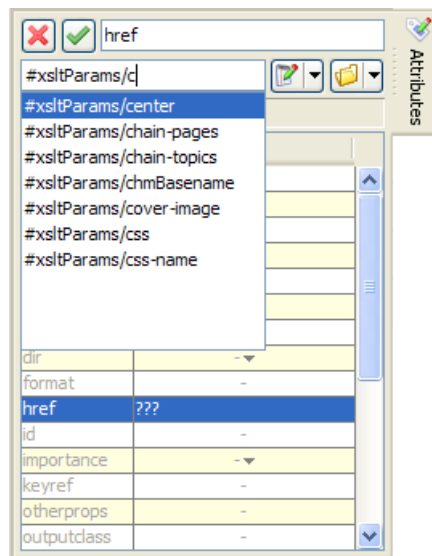 href
Attributes
#xsltParams/c
#xsltParams/center
#xsltParams/chain-pages
#xsltParams/chain-topics
#xsltParams/chmBasename
#xsltParams/cover-image
#xsltParams/css
#xsltParams/css-name
dir -
format -
href ???
id -
importance -
keyref -
otherprops -
outputclass -